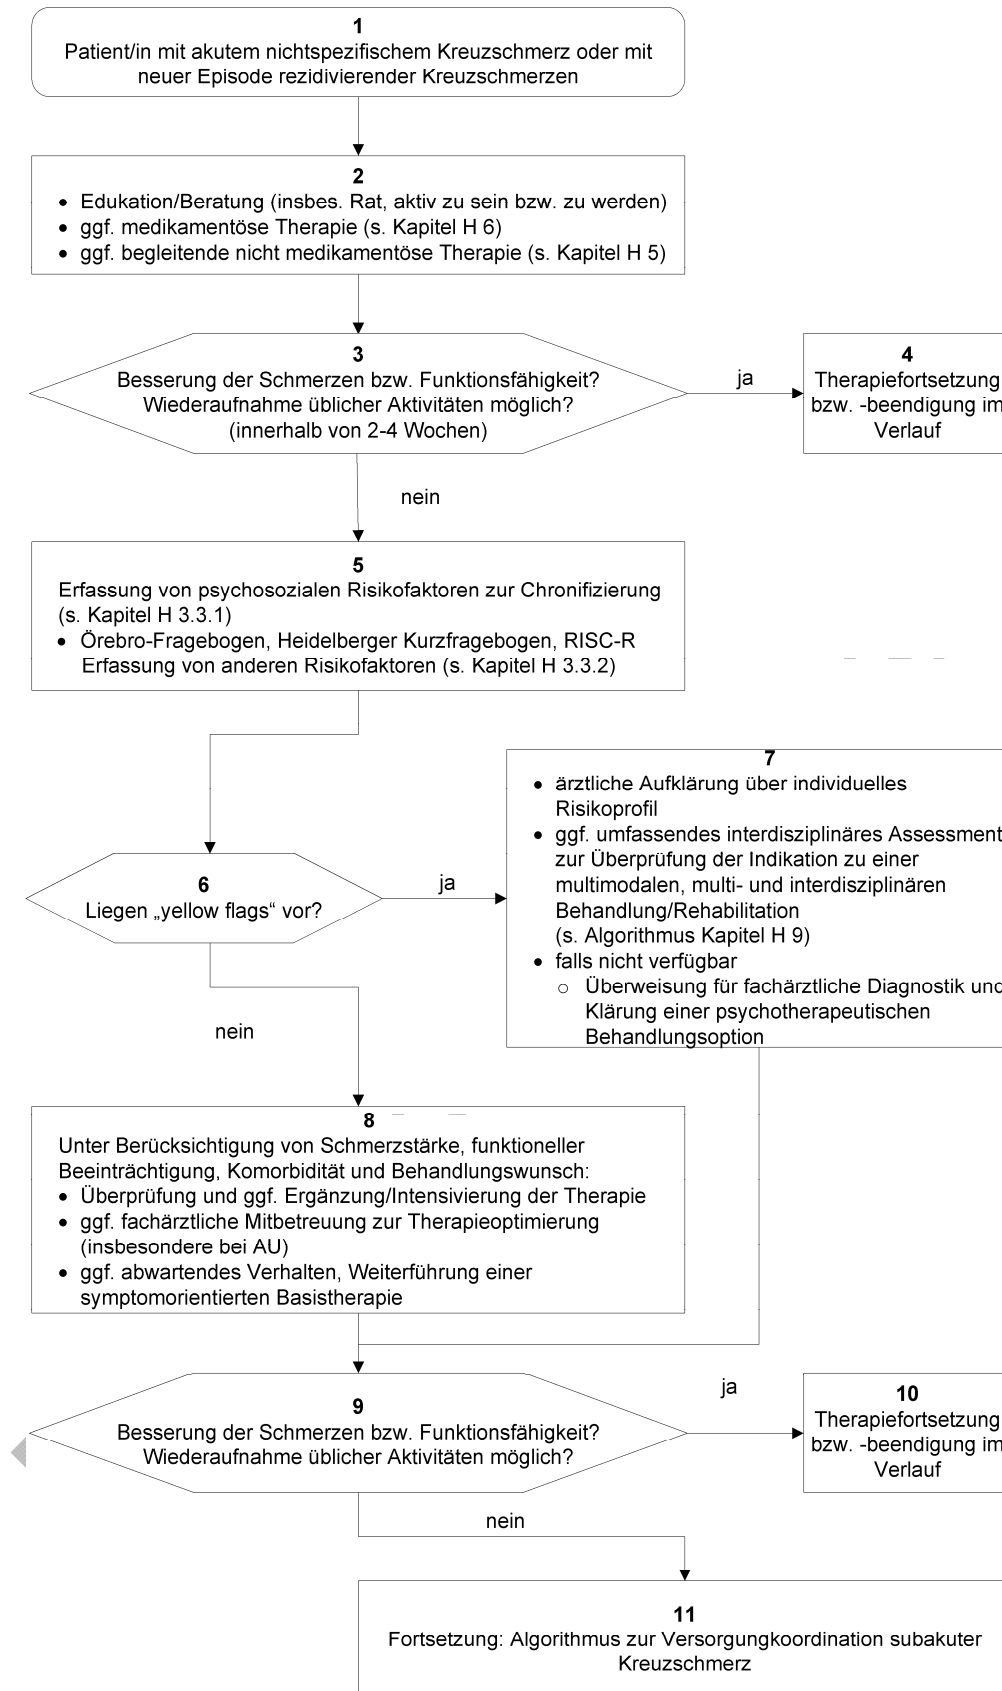 1
Patient/in mit akutem nichtspezifischem Kreuzschmerz oder mit
neuer Episode rezidivierender Kreuzschmerzen
2
• Edukation/Beratung (insbes. Rat, aktiv zu sein bzw. zu werden)
• ggf. medikamentöse Therapie (s. Kapitel H 6)
• ggf. begleitende nicht medikamentöse Therapie (s. Kapitel H 5)
3
Besserung der Schmerzen bzw. Funktionsfähigkeit?
Wiederaufnahme üblicher Aktivitäten möglich?
(innerhalb von 2-4 Wochen)
ja
4
Therapiefortsetzung
bzw. -beendigung im
Verlauf
nein
5
Erfassung von psychosozialen Risikofaktoren zur Chronifizierung
(s. Kapitel H 3.3.1)
• Örebro-Fragebogen, Heidelberger Kurzfragebogen, RISC-R
Erfassung von anderen Risikofaktoren (s. Kapitel H 3.3.2)
6
Liegen „yellow flags“ vor?
ja
7
• ärztliche Aufklärung über individuelles
Risikoprofil
• ggf. umfassendes interdisziplinäres Assessment
zur Überprüfung der Indikation zu einer
multimodalen, multi- und interdisziplinären
Behandlung/Rehabilitation
(s. Algorithmus Kapitel H 9)
• falls nicht verfügbar
○ Überweisung für fachärztliche Diagnostik und
Klärung einer psychotherapeutischen
Behandlungsoption
nein
8
Unter Berücksichtigung von Schmerzstärke, funktioneller
Beeinträchtigung, Komorbidität und Behandlungswunsch:
• Überprüfung und ggf. Ergänzung/Intensivierung der Therapie
• ggf. fachärztliche Mitbetreuung zur Therapieoptimierung
(insbesondere bei AU)
• ggf. abwartendes Verhalten, Weiterführung einer
symptomorientierten Basistherapie
9
Besserung der Schmerzen bzw. Funktionsfähigkeit?
Wiederaufnahme üblicher Aktivitäten möglich?
ja
10
Therapiefortsetzung
bzw. -beendigung im
Verlauf
nein
11
Fortsetzung: Algorithmus zur Versorgungkoordination subakuter
Kreuzschmerz